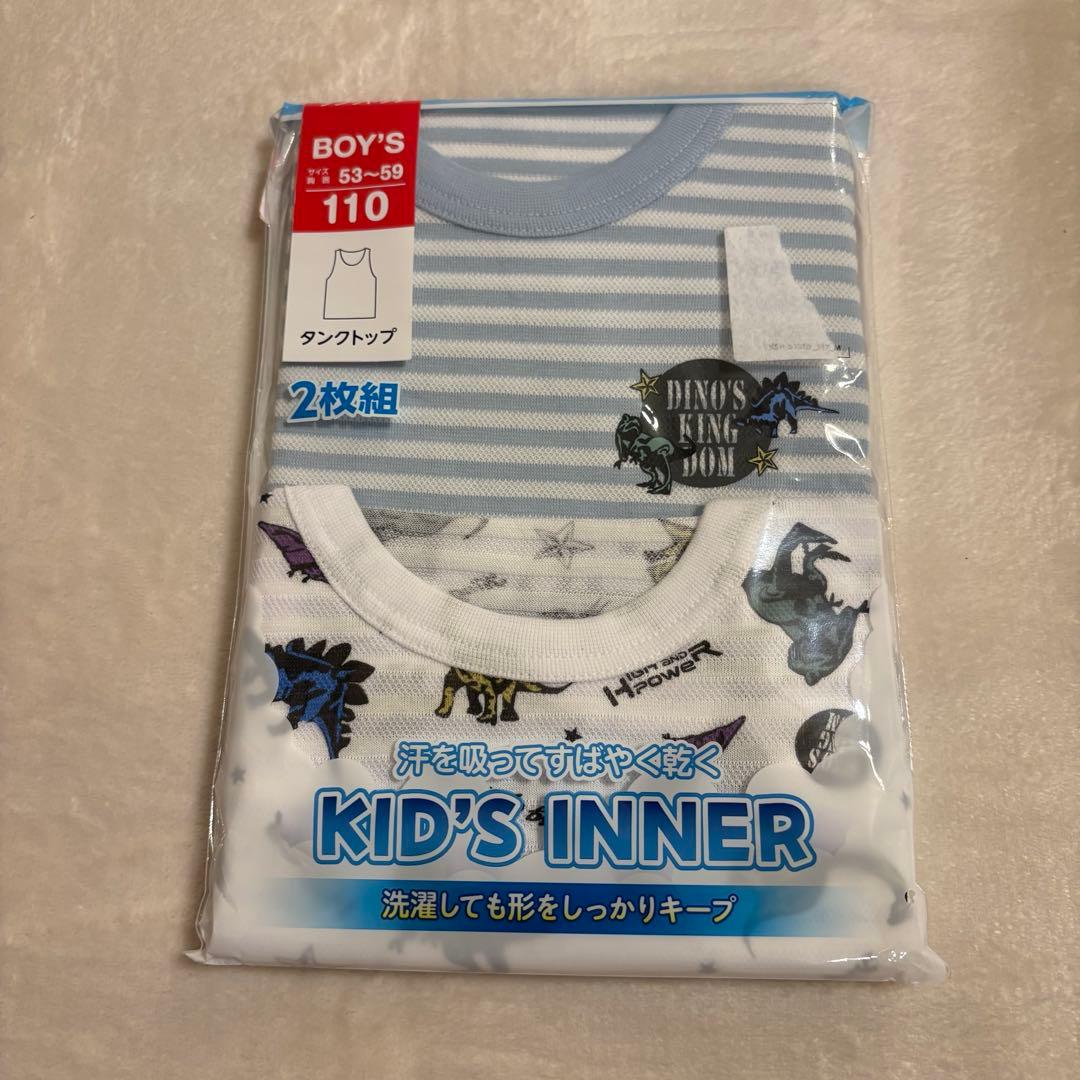 BOY'S
サイズ
胸囲 53〜59
110
タンクトップ
2枚組
DINO'S
KING
DOM
HIGH AND
POWER
汗を吸ってすばやく乾く
KID'S INNER
洗濯しても形をしっかりキープ